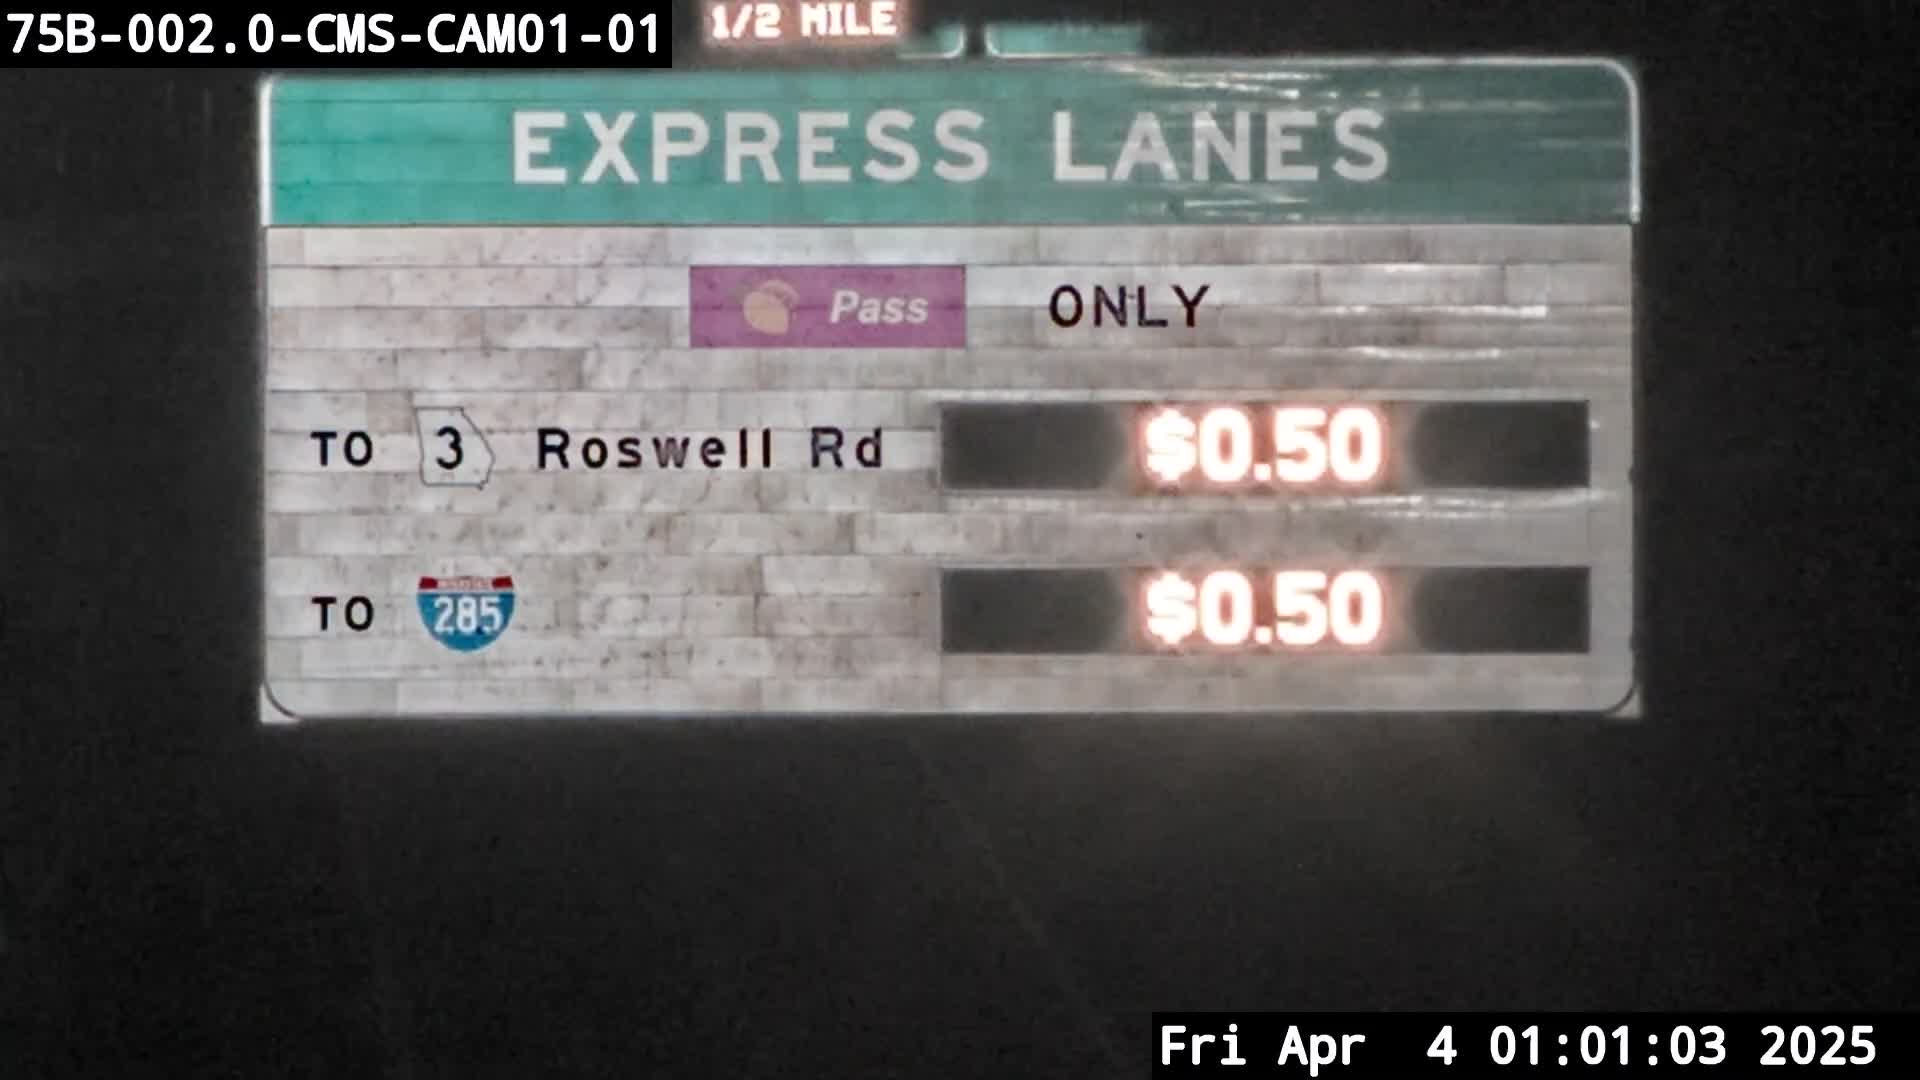 75B-002.0-CMS-CAM01-01
1/2 MILE
EXPRESS LANES
Pass ONLY
TO 3 Roswell Rd $0.50
TO INTERSTATE 285 $0.50
Fri Apr 4 01:01:03 2025